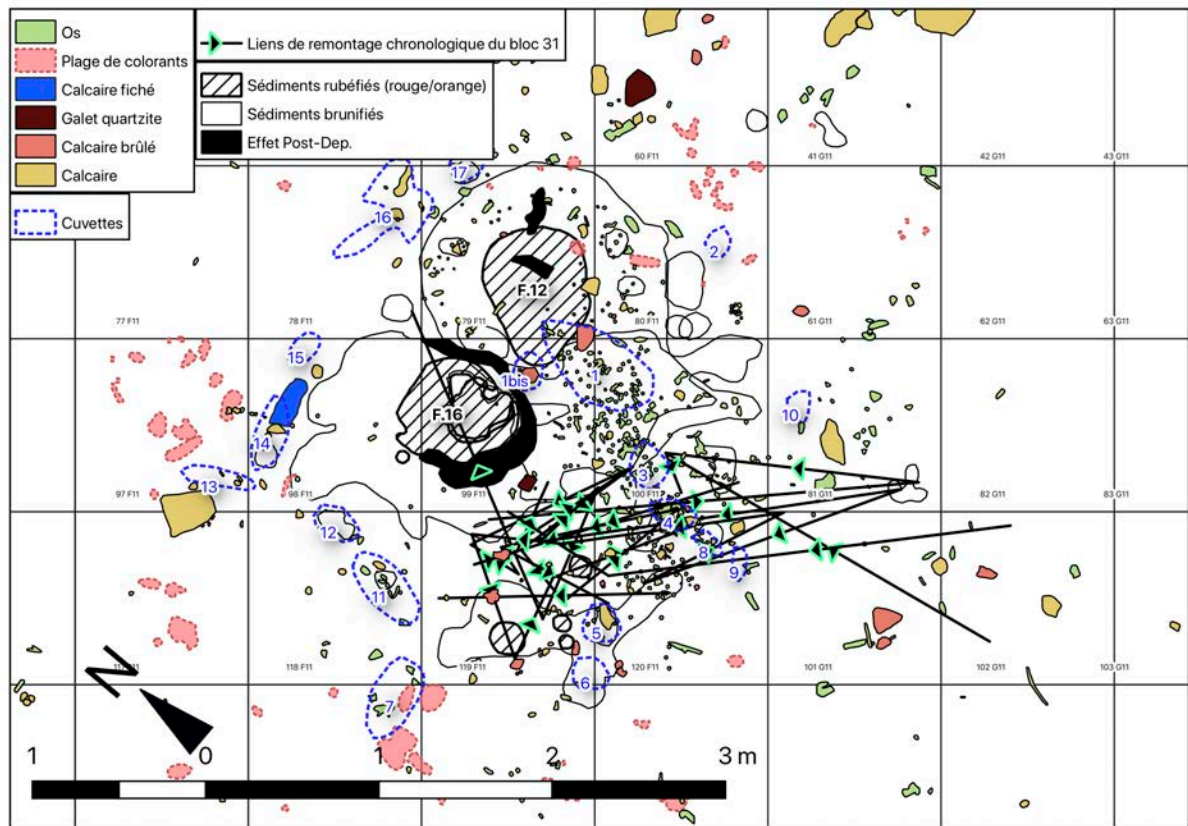 Os
Plage de colorants
Calcaire fiché
Galet quartzite
Calcaire brûlé
Calcaire
Cuvettes
Liens de remontage chronologique du bloc 31
Sédiments rubéfiés (rouge/orange)
Sédiments brunifiés
Effet Post-Dep.
60 F11
41 G11
42 G11
43 G11
17
16
2
F.12
77 F11
78 F11
79 F11
80 F11
61 G11
62 G11
63 G11
15
1bis
1
10
F.16
14
13
3
97 F11
98 F11
99 F11
100 F11
81 G11
82 G11
83 G11
12
4
8
9
11
5
118 F11
119 F11
120 F11
101 G11
102 G11
103 G11
6
7
N
1 0 1 2 3 m